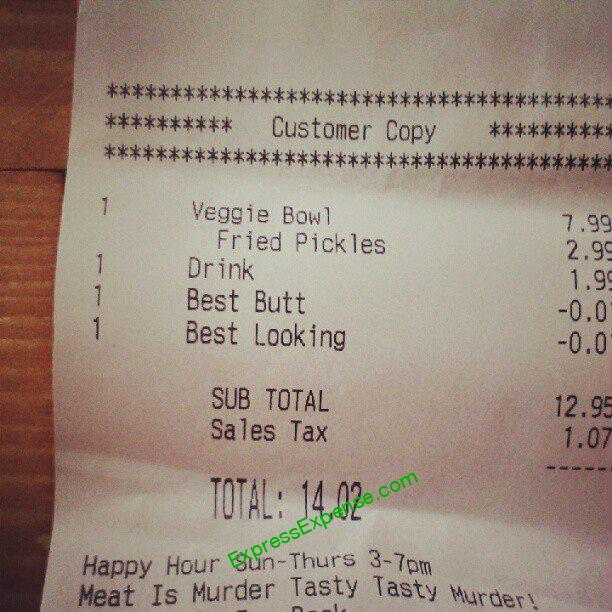 ****************************************
********** Customer Copy **********
****************************************
1 Veggie Bowl 7.99
Fried Pickles 2.99
1 Drink 1.99
1 Best Butt -0.01
1 Best Looking -0.01
SUB TOTAL 12.95
Sales Tax 1.07
------
TOTAL: 14.02
ExpressExpense.com
Happy Hour Sun-Thurs 3-7pm
Meat Is Murder Tasty Tasty Murder!